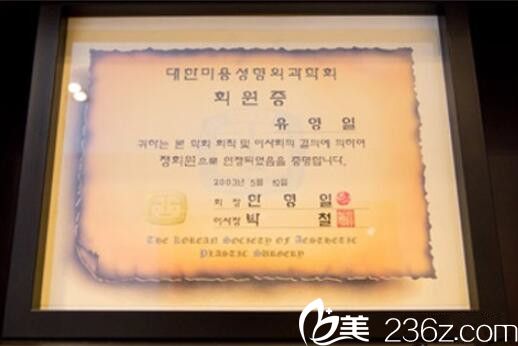 대한미용성형외과학회
회 원 증
유 영 일
귀하는 본 학회 회칙 및 이사회의 결의에 의하여
정회원으로 인정되었음을 증명합니다.
2003년 5월 10일
회 장 한 영 일
이사장 박 철
THE KOREAN SOCIETY OF AESTHETIC
PLASTIC SURGERY
美 236z.com